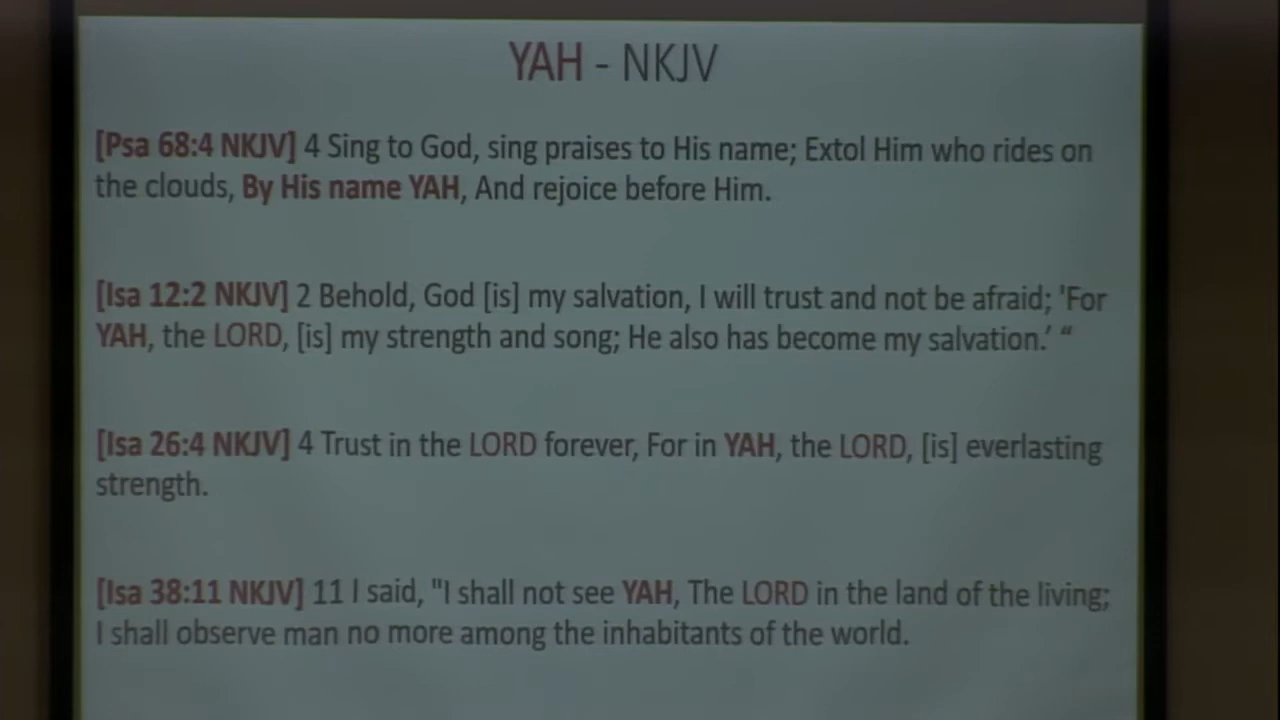 YAH - NKJV
[Psa 68:4 NKJV] 4 Sing to God, sing praises to His name; Extol Him who rides on
the clouds, By His name YAH, And rejoice before Him.
[Isa 12:2 NKJV] 2 Behold, God [is] my salvation, I will trust and not be afraid; 'For
YAH, the LORD, [is] my strength and song; He also has become my salvation.' “
[Isa 26:4 NKJV] 4 Trust in the LORD forever, For in YAH, the LORD, [is] everlasting
strength.
[Isa 38:11 NKJV] 11 I said, "I shall not see YAH, The LORD in the land of the living;
I shall observe man no more among the inhabitants of the world.